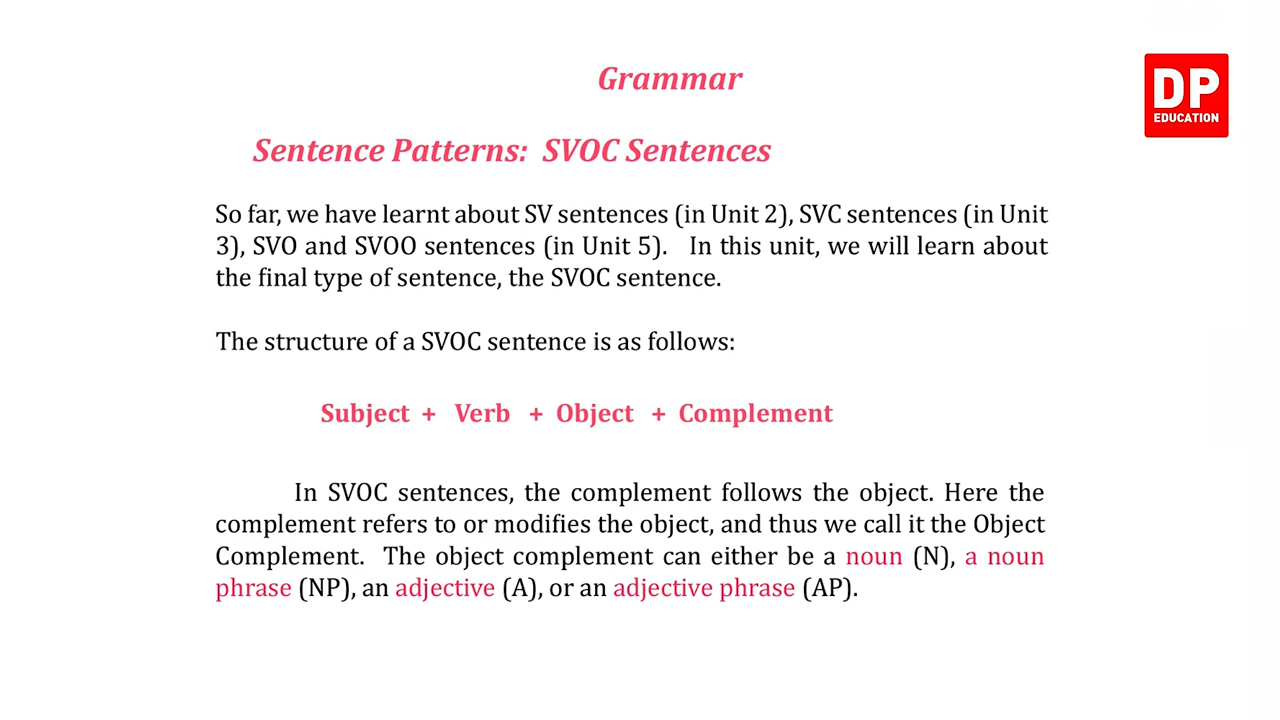 Grammar
DP
EDUCATION
Sentence Patterns: SVOC Sentences
So far, we have learnt about SV sentences (in Unit 2), SVC sentences (in Unit
3), SVO and SVOO sentences (in Unit 5). In this unit, we will learn about
the final type of sentence, the SVOC sentence.
The structure of a SVOC sentence is as follows:
Subject + Verb + Object + Complement
In SVOC sentences, the complement follows the object. Here the
complement refers to or modifies the object, and thus we call it the Object
Complement. The object complement can either be a noun (N), a noun
phrase (NP), an adjective (A), or an adjective phrase (AP).